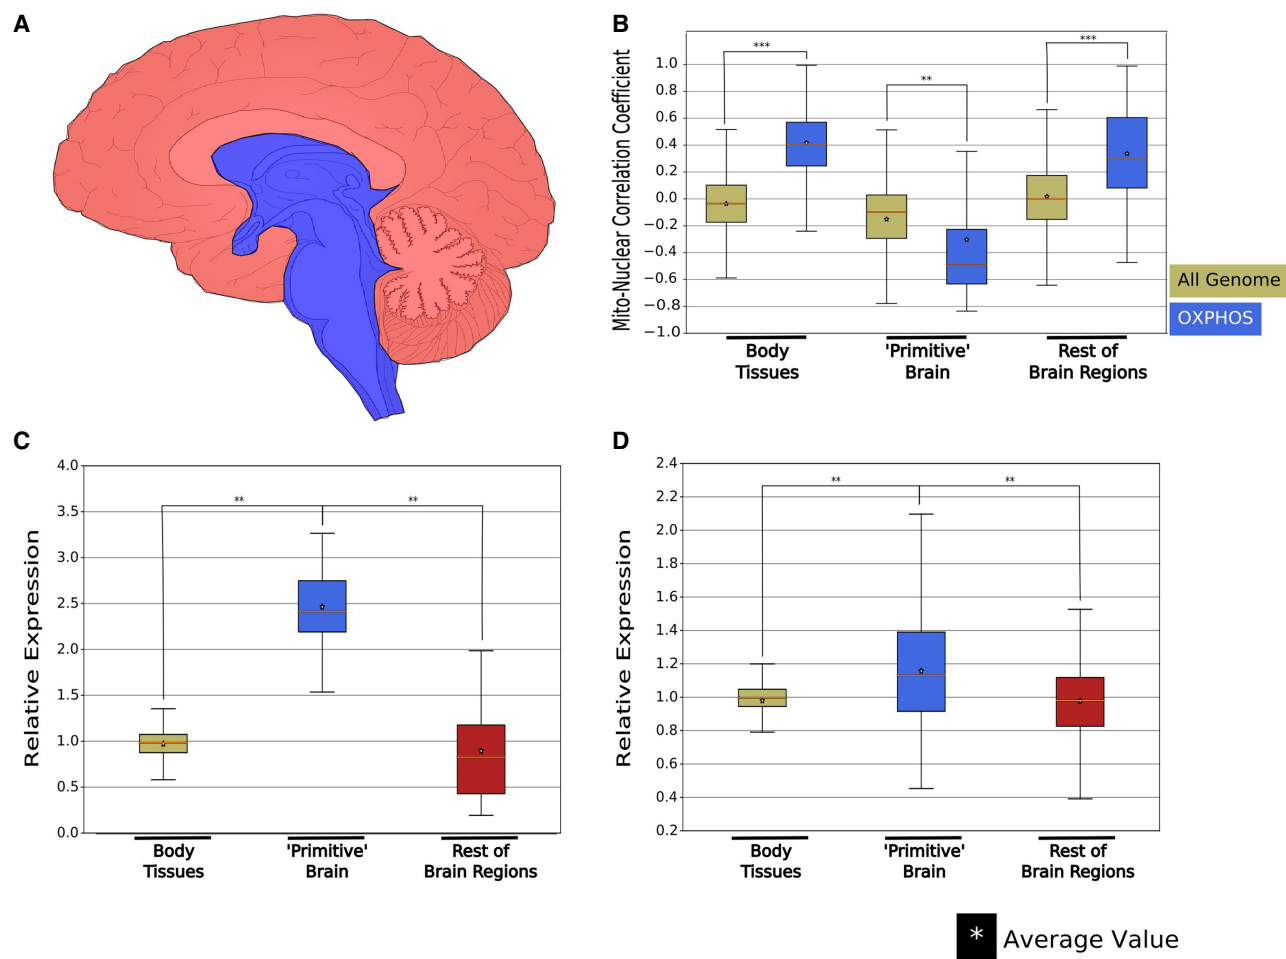 A
B
Mito-Nuclear Correlation Coefficient
1.0
0.8
0.6
0.4
0.2
0.0
−0.2
−0.4
−0.6
−0.8
−1.0
***
**
***
Body
Tissues
'Primitive'
Brain
Rest of
Brain Regions
All Genome
OXPHOS
C
Relative Expression
4.0
3.5
3.0
2.5
2.0
1.5
1.0
0.5
0.0
**
**
Body
Tissues
'Primitive'
Brain
Rest of
Brain Regions
D
Relative Expression
2.4
2.2
2.0
1.8
1.6
1.4
1.2
1.0
0.8
0.6
0.4
0.2
**
**
Body
Tissues
'Primitive'
Brain
Rest of
Brain Regions
* Average Value